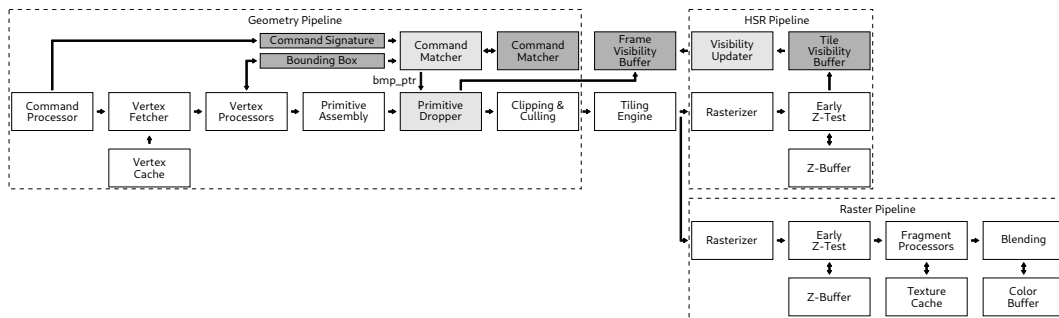 Geometry Pipeline
HSR Pipeline
Command Signature
Bounding Box
Command
Matcher
Command
Matcher
Frame
Visibility
Buffer
Visibility
Updater
Tile
Visibility
Buffer
bmp_ptr
Command
Processor
Vertex
Fetcher
Vertex
Processors
Primitive
Assembly
Primitive
Dropper
Clipping &
Culling
Tiling
Engine
Rasterizer
Early
Z-Test
Vertex
Cache
Z-Buffer
Raster Pipeline
Rasterizer
Early
Z-Test
Fragment
Processors
Blending
Z-Buffer
Texture
Cache
Color
Buffer